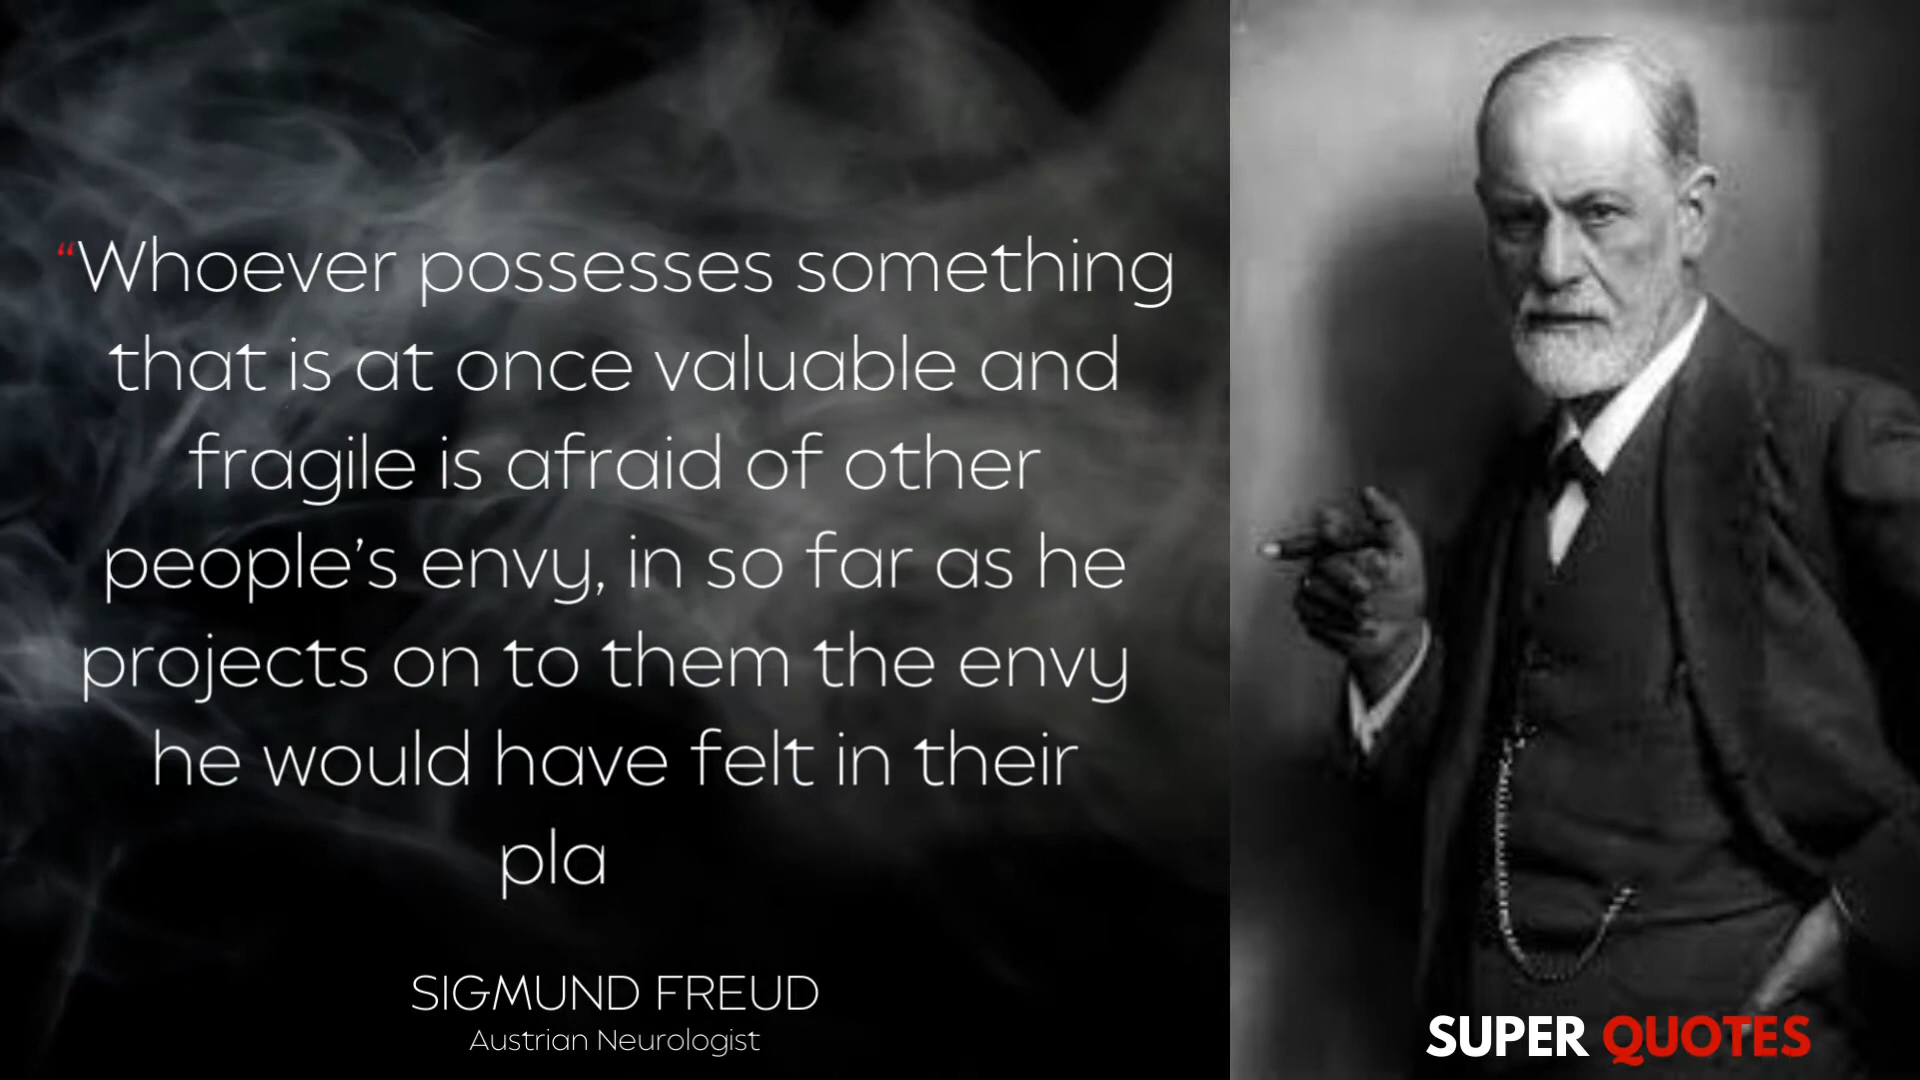 “Whoever possesses something
that is at once valuable and
fragile is afraid of other
people’s envy, in so far as he
projects on to them the envy
he would have felt in their
pla
SIGMUND FREUD
Austrian Neurologist
SUPER QUOTES